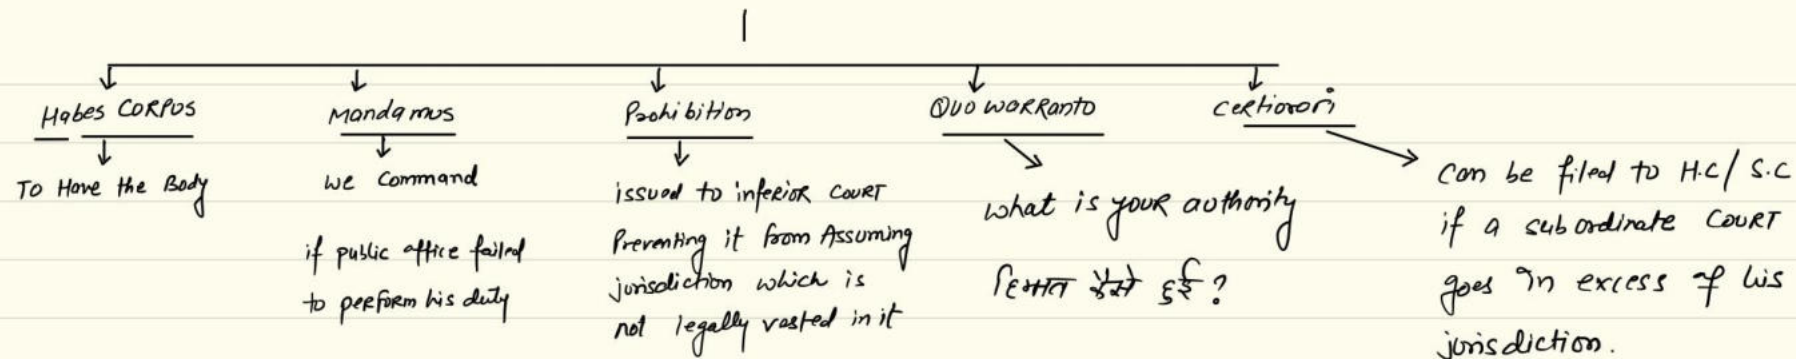 Habes CORPUS
To Have the Body
Mandamus
we Command
if public office failed
to perform his duty
Prohibition
issued to inferior COURT
Preventing it from Assuming
jurisdiction which is
not legally vasted in it
QUO WARRANTO
what is your authority
हिम्मत कैसे हुई ?
Certiorari
Can be filed to H.C/ S.C
if a subordinate COURT
goes in excess of his
jurisdiction.